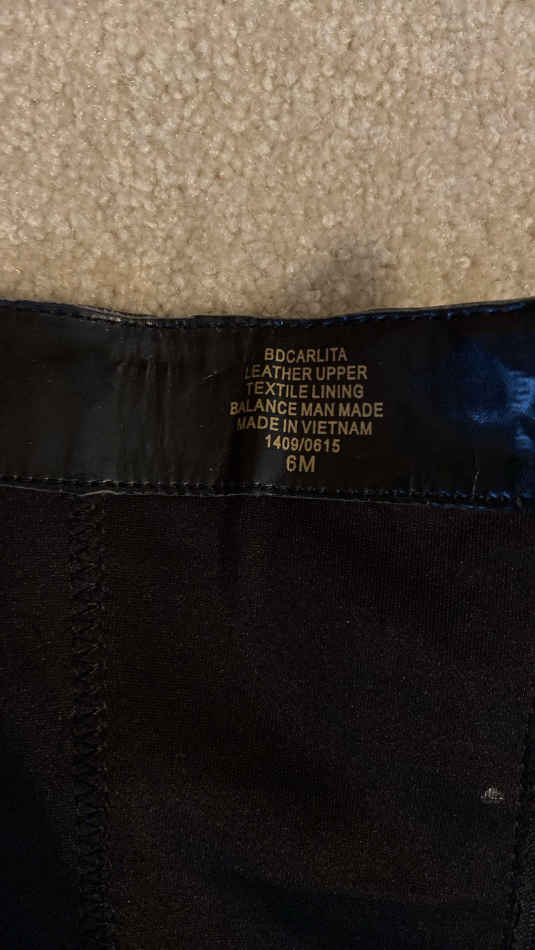 BDCARLITA
LEATHER UPPER
TEXTILE LINING
BALANCE MAN MADE
MADE IN VIETNAM
1409/0615
6M